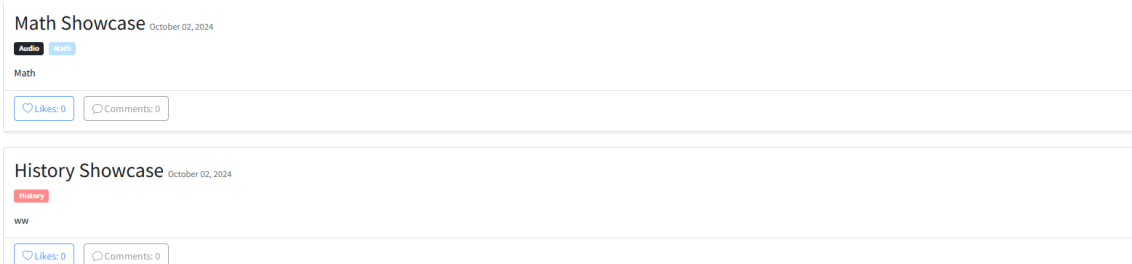 Math Showcase October 02, 2024
Audio Math
Math
Likes: 0 Comments: 0
History Showcase October 02, 2024
History
ww
Likes: 0 Comments: 0